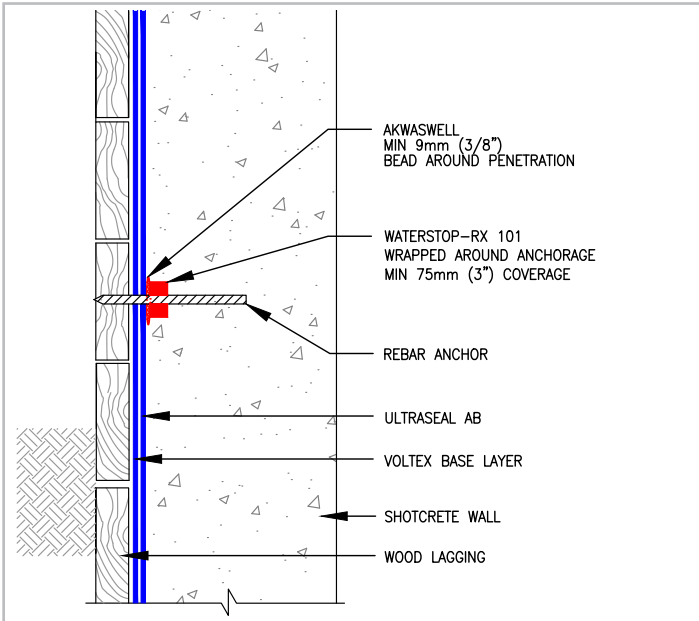 AKWASWELL
MIN 9mm (3/8")
BEAD AROUND PENETRATION
WATERSTOP-RX 101
WRAPPED AROUND ANCHORAGE
MIN 75mm (3") COVERAGE
REBAR ANCHOR
ULTRASEAL AB
VOLTEX BASE LAYER
SHOTCRETE WALL
WOOD LAGGING